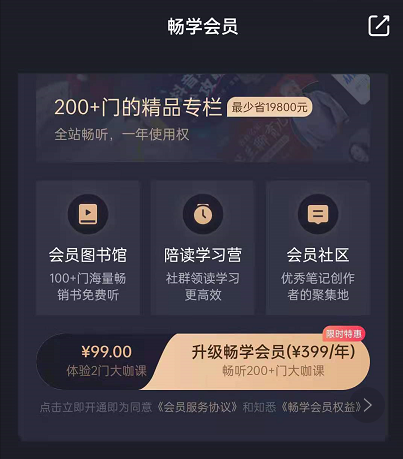 畅学会员
200+门的精品专栏 最少省19800元
全站畅听，一年使用权
会员图书馆 陪读学习营 会员社区
100+门海量畅 社群领读学习 优秀笔记创作
销书免费听 更高效 者的聚集地
限时特惠
¥99.00 升级畅学会员(¥399/年)
体验2门大咖课 畅听200+门大咖课
点击立即开通即为同意《会员服务协议》和知悉《畅学会员权益》